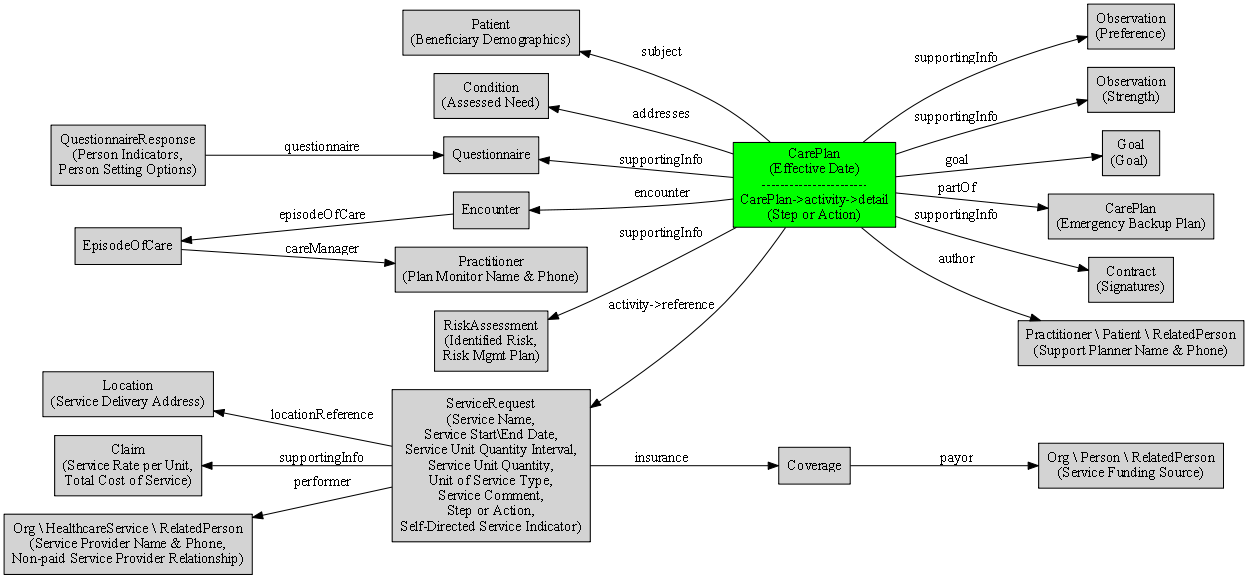 Patient
(Beneficiary Demographics)
subject
Observation
(Preference)
supportingInfo
Condition
(Assessed Need)
addresses
Observation
(Strength)
supportingInfo
QuestionnaireResponse
(Person Indicators,
Person Setting Options)
questionnaire
Questionnaire
supportingInfo
CarePlan
(Effective Date)
------------------------
CarePlan->activity->detail
(Step or Action)
goal
Goal
(Goal)
partOf
CarePlan
(Emergency Backup Plan)
encounter
Encounter
episodeOfCare
EpisodeOfCare
careManager
Practitioner
(Plan Monitor Name & Phone)
supportingInfo
supportingInfo
Contract
(Signatures)
author
Practitioner \ Patient \ RelatedPerson
(Support Planner Name & Phone)
RiskAssessment
(Identified Risk,
Risk Mgmt Plan)
activity->reference
Location
(Service Delivery Address)
locationReference
Claim
(Service Rate per Unit,
Total Cost of Service)
supportingInfo
performer
Org \ HealthcareService \ RelatedPerson
(Service Provider Name & Phone,
Non-paid Service Provider Relationship)
ServiceRequest
(Service Name,
Service Start\End Date,
Service Unit Quantity Interval,
Service Unit Quantity,
Unit of Service Type,
Service Comment,
Step or Action,
Self-Directed Service Indicator)
insurance
Coverage
payor
Org \ Person \ RelatedPerson
(Service Funding Source)